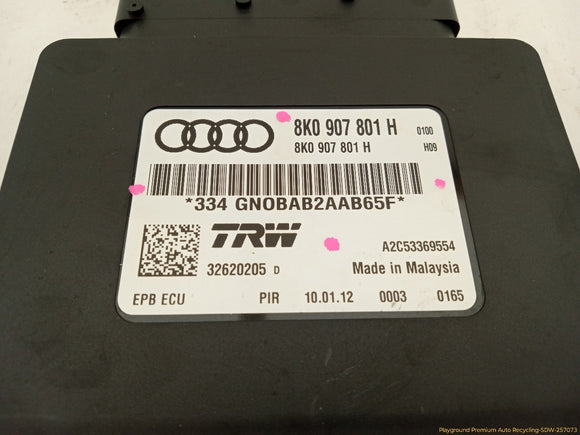 8K0 907 801 H 0100
8K0 907 801 H H09
*334 GN0BAB2AAB65F*
TRW
A2C53369554
32620205 D Made in Malaysia
EPB ECU PIR 10.01.12 0003 0165
Playground Premium Auto Recycling-SDW-257073